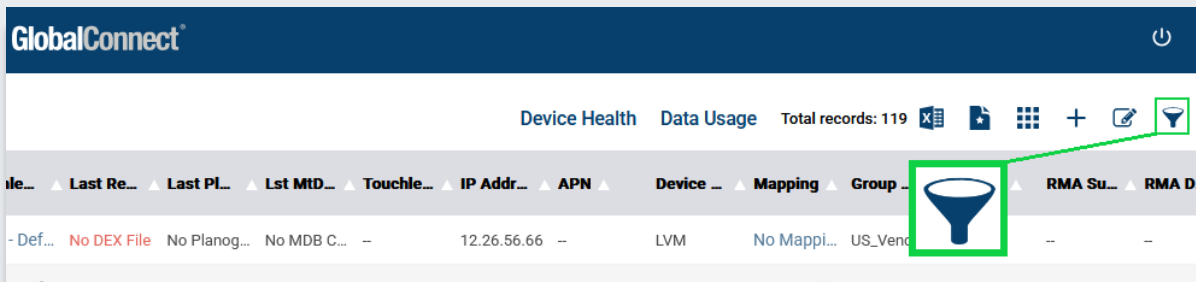 GlobalConnect®
Device Health Data Usage Total records: 119
Last Re... Last Pl... Lst MtD... Touchle... IP Addr... APN Device ... Mapping Group ... RMA Su... RMA D
- Def... No DEX File No Planog... No MDB C... -- 12.26.56.66 -- LVM No Mappi... US_Vend -- --